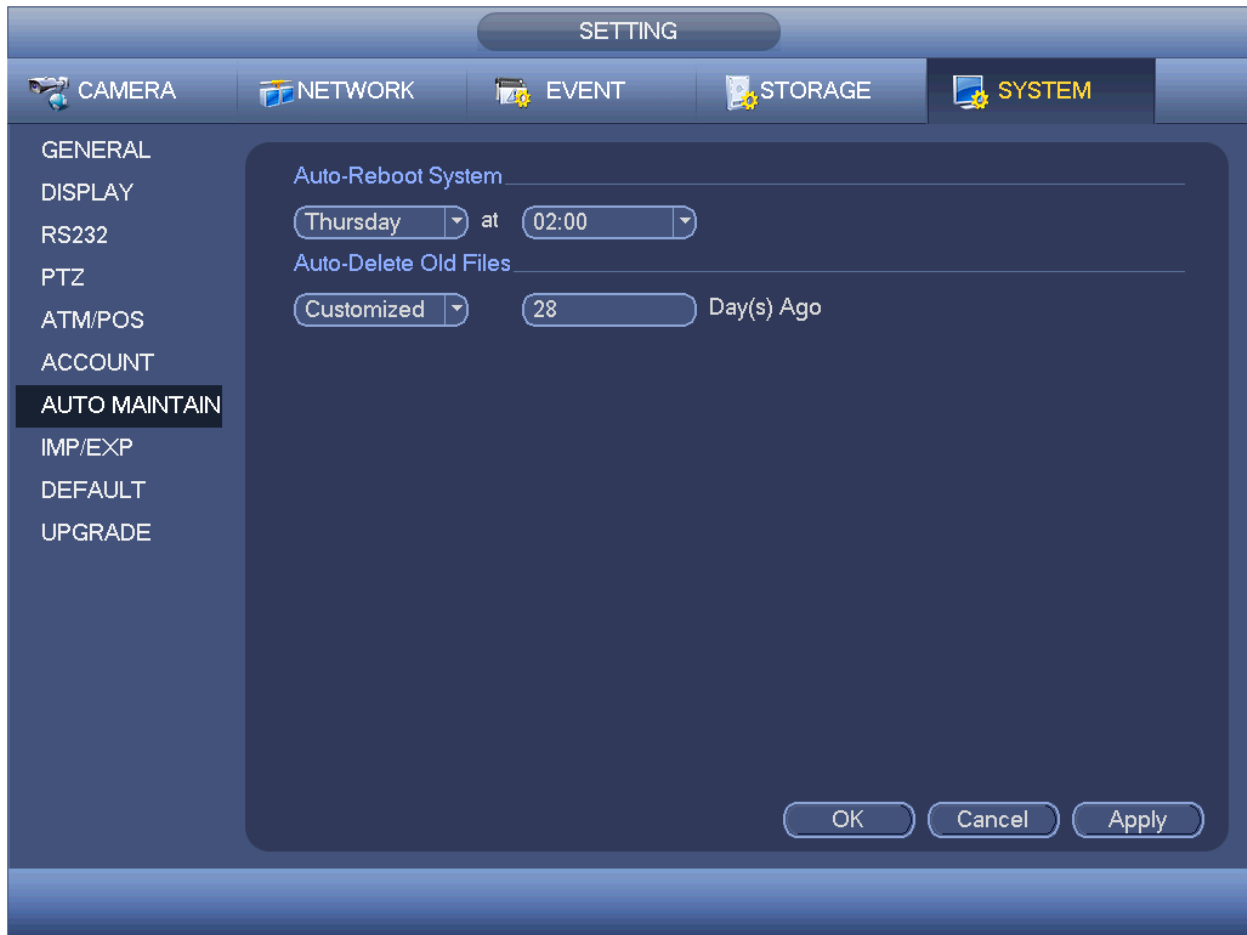 SETTING
CAMERA NETWORK EVENT STORAGE SYSTEM
GENERAL
DISPLAY
RS232
PTZ
ATM/POS
ACCOUNT
AUTO MAINTAIN
IMP/EXP
DEFAULT
UPGRADE
Auto-Reboot System
Thursday at 02:00
Auto-Delete Old Files
Customized 28 Day(s) Ago
OK Cancel Apply